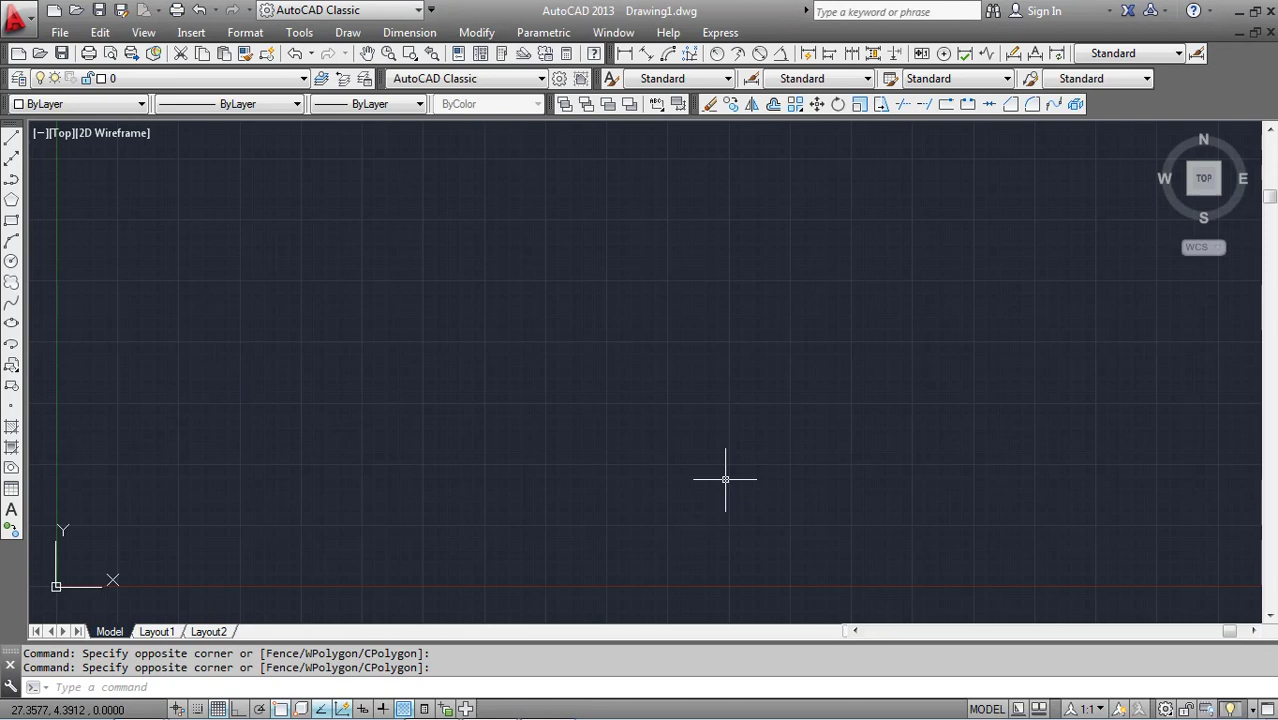 AutoCAD Classic
AutoCAD 2013 Drawing1.dwg
Type a keyword or phrase
Sign In
File Edit View Insert Format Tools Draw Dimension Modify Parametric Window Help Express
Standard
0
AutoCAD Classic
Standard
Standard
Standard
Standard
ByLayer
ByLayer
ByLayer
ByColor
[−][Top][2D Wireframe]
N
W
TOP
E
S
WCS
Y
X
Model Layout1 Layout2
Command: Specify opposite corner or [Fence/WPolygon/CPolygon]:
Command: Specify opposite corner or [Fence/WPolygon/CPolygon]:
Type a command
27.3577, 4.3912, 0.0000
MODEL
1:1